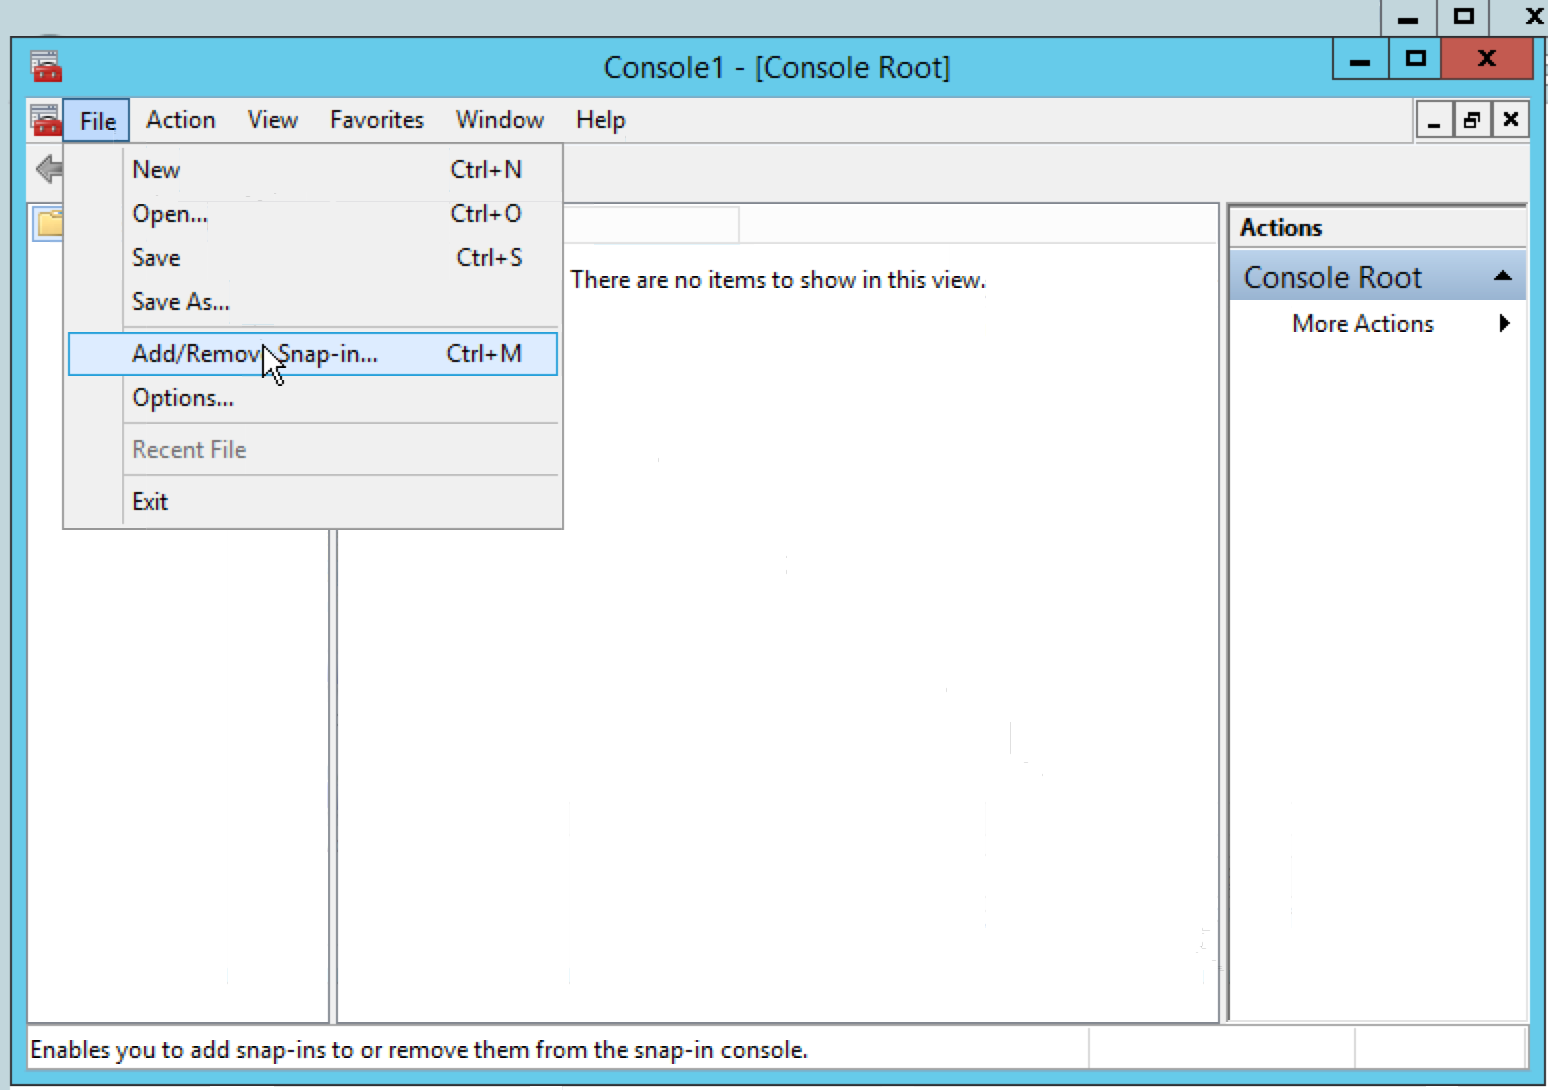 Console1 - [Console Root]
File Action View Favorites Window Help
New Ctrl+N
Open... Ctrl+O
Save Ctrl+S
Save As...
Add/Remove Snap-in... Ctrl+M
Options...
Recent File
Exit
There are no items to show in this view.
Actions
Console Root
More Actions
Enables you to add snap-ins to or remove them from the snap-in console.